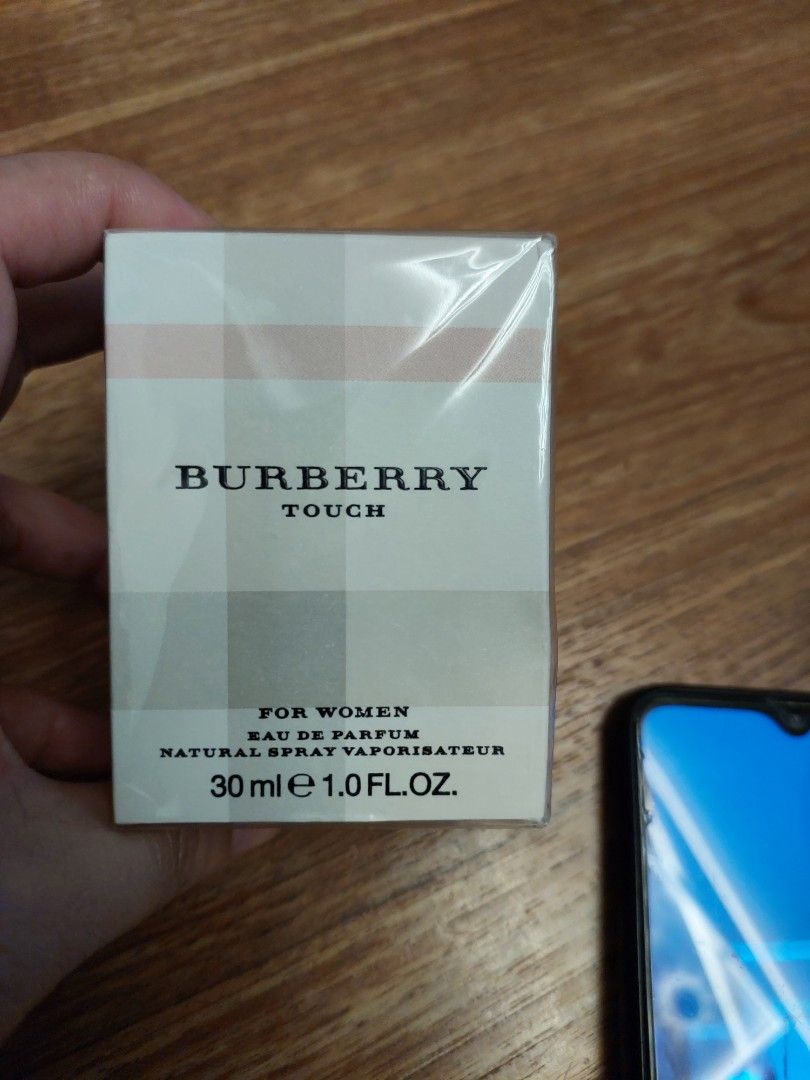 BURBERRY
TOUCH
FOR WOMEN
EAU DE PARFUM
NATURAL SPRAY VAPORISATEUR
30 ml e 1.0 FL.OZ.